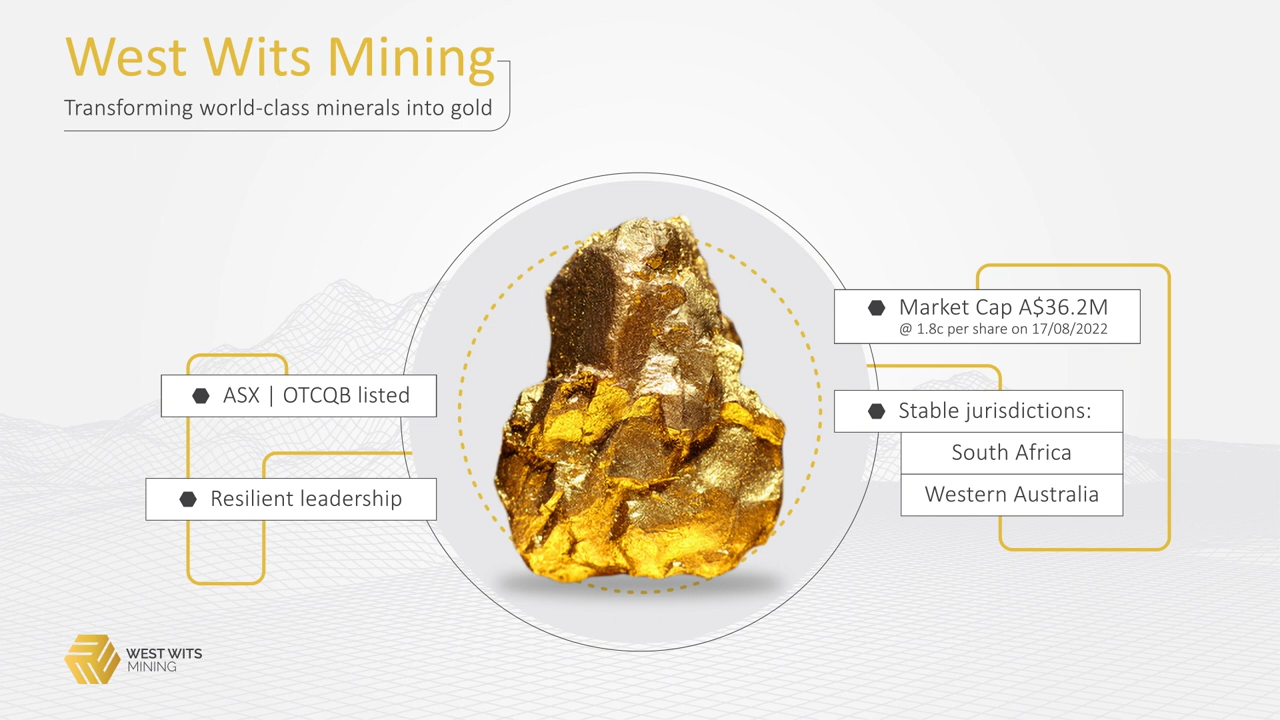 West Wits Mining
Transforming world-class minerals into gold
ASX | OTCQB listed
Resilient leadership
Market Cap A$36.2M
@ 1.8c per share on 17/08/2022
Stable jurisdictions:
South Africa
Western Australia
WEST WITS
MINING